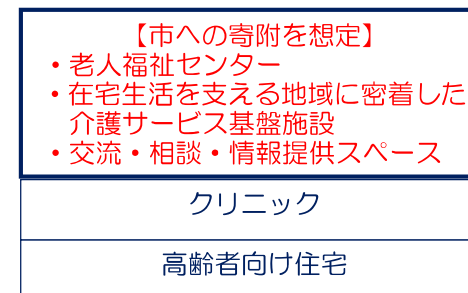 【市への寄附を想定】
・老人福祉センター
・在宅生活を支える地域に密着した
介護サービス基盤施設
・交流・相談・情報提供スペース
クリニック
高齢者向け住宅